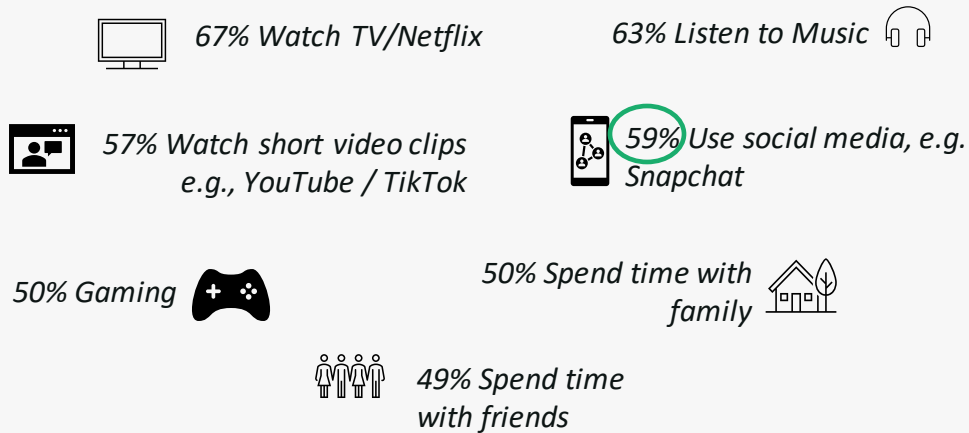 67% Watch TV/Netflix
63% Listen to Music
57% Watch short video clips
e.g., YouTube / TikTok
59% Use social media, e.g.
Snapchat
50% Gaming
50% Spend time with
family
49% Spend time
with friends